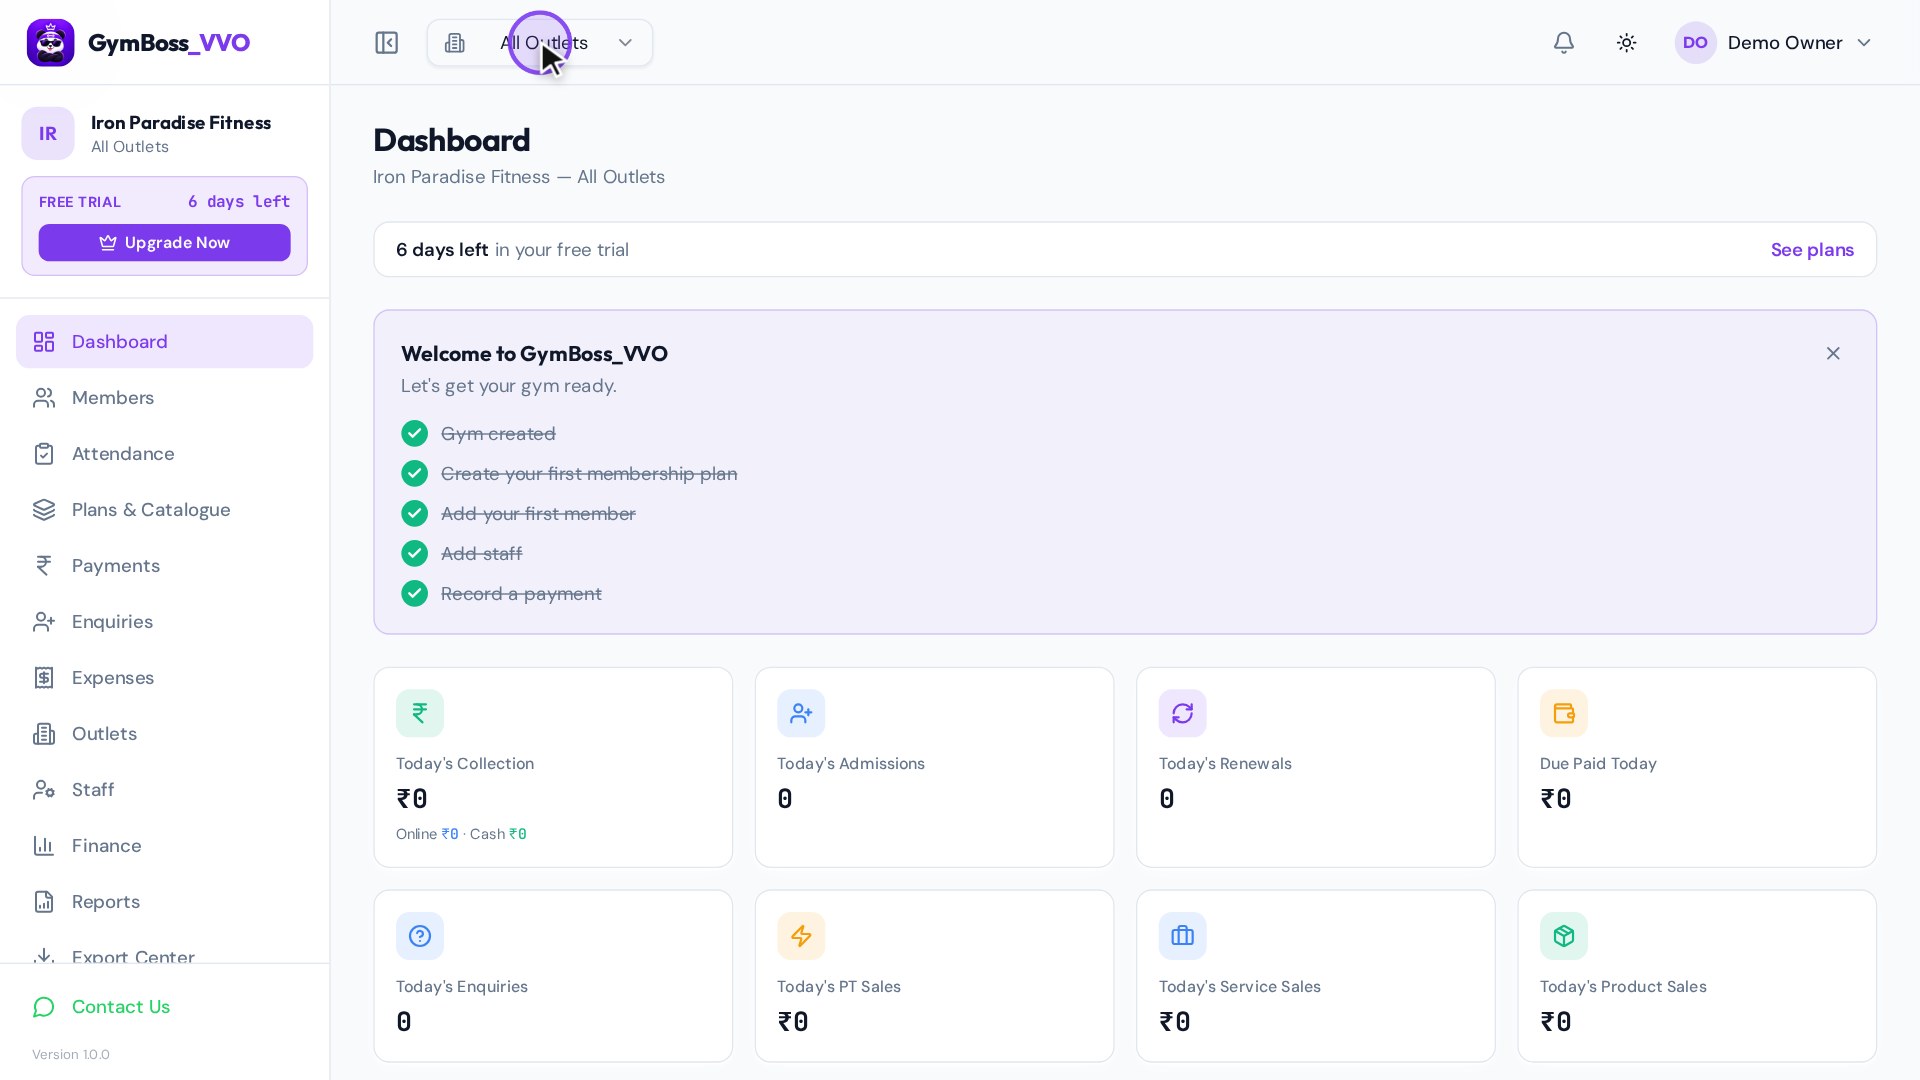 GymBoss_VVO
All Outlets
DO
Demo Owner
IR
Iron Paradise Fitness
All Outlets
FREE TRIAL
6 days left
Upgrade Now
Dashboard
Members
Attendance
Plans & Catalogue
Payments
Enquiries
Expenses
Outlets
Staff
Finance
Reports
Export Center
Contact Us
Version 1.0.0
Dashboard
Iron Paradise Fitness — All Outlets
6 days left in your free trial
See plans
Welcome to GymBoss_VVO
Let's get your gym ready.
Gym created
Create your first membership plan
Add your first member
Add staff
Record a payment
Today's Collection
₹0
Online ₹0 · Cash ₹0
Today's Admissions
0
Today's Renewals
0
Due Paid Today
₹0
Today's Enquiries
0
Today's PT Sales
₹0
Today's Service Sales
₹0
Today's Product Sales
₹0